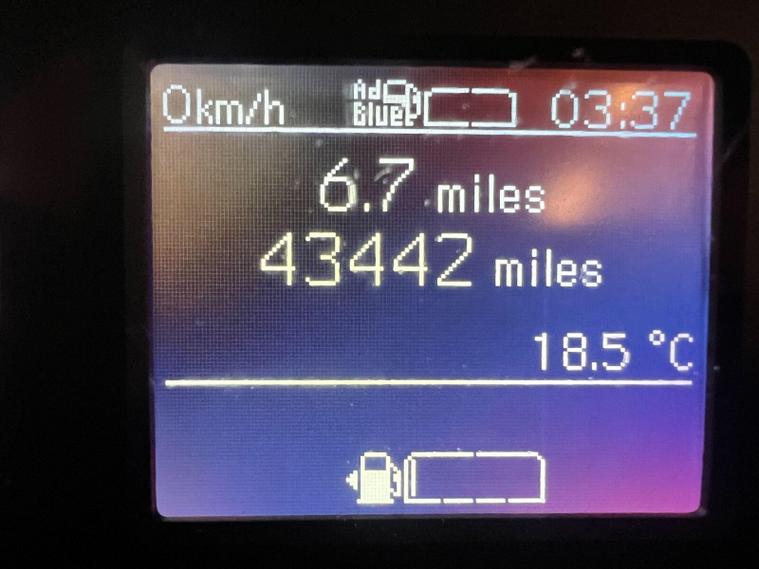 0km/h Ad Blue 03:37
6.7 miles
43442 miles
18.5 °C